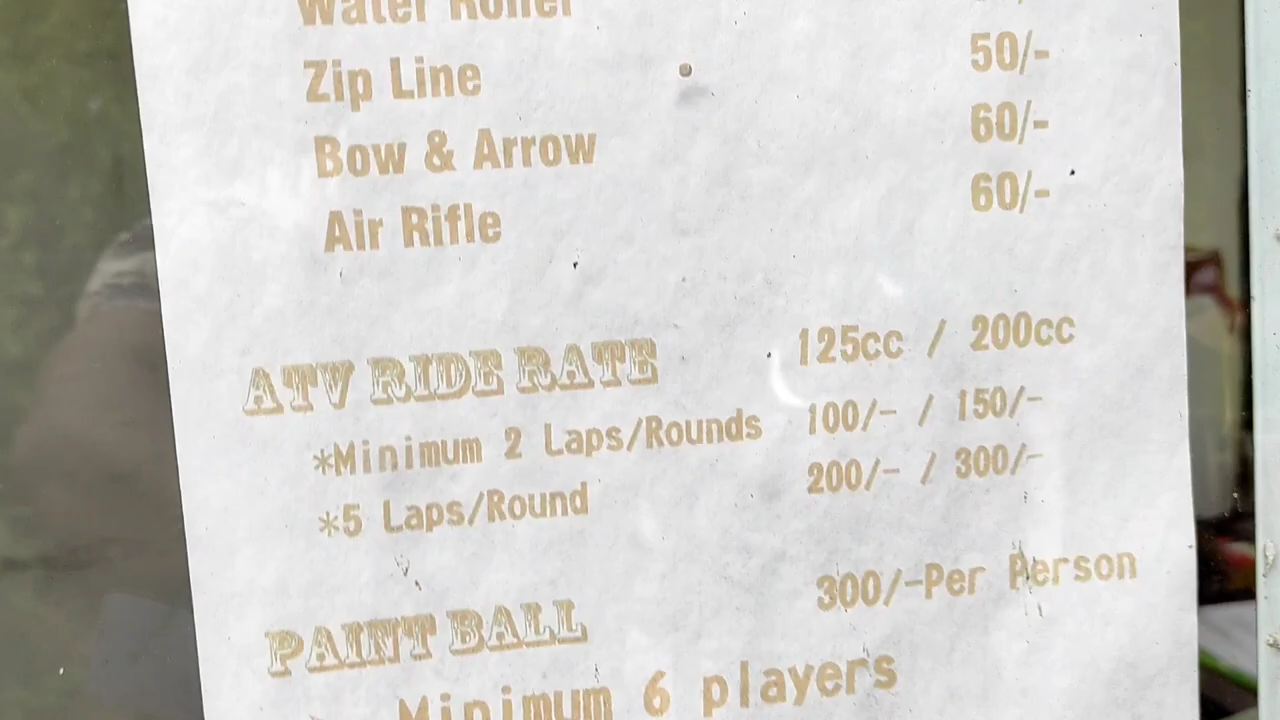 Water Roller
Zip Line 50/-
Bow & Arrow 60/-
Air Rifle 60/-
ATV RIDE RATE 125cc / 200cc
*Minimum 2 Laps/Rounds 100/- / 150/-
*5 Laps/Round 200/- / 300/-
PAINT BALL 300/-Per Person
Minimum 6 players